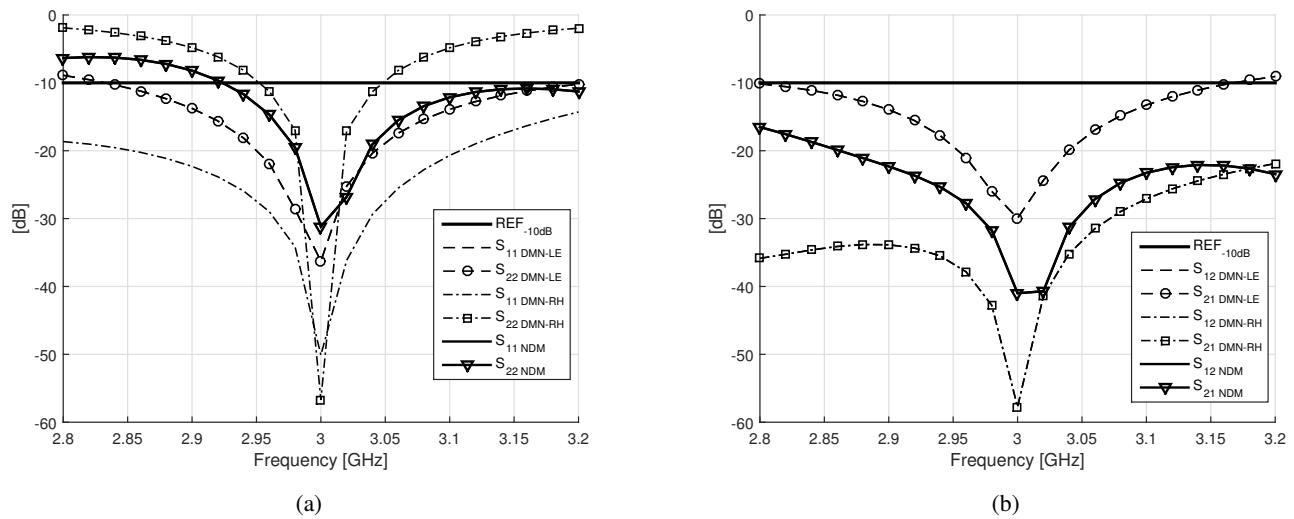 0
-10
-20
-30
-40
-50
-60
[dB]
REF-10dB
S11 DMN-LE
S22 DMN-LE
S11 DMN-RH
S22 DMN-RH
S11 NDM
S22 NDM
2.8 2.85 2.9 2.95 3 3.05 3.1 3.15 3.2
Frequency [GHz]
(a)
0
-10
-20
-30
-40
-50
-60
[dB]
REF-10dB
S12 DMN-LE
S21 DMN-LE
S12 DMN-RH
S21 DMN-RH
S12 NDM
S21 NDM
2.8 2.85 2.9 2.95 3 3.05 3.1 3.15 3.2
Frequency [GHz]
(b)